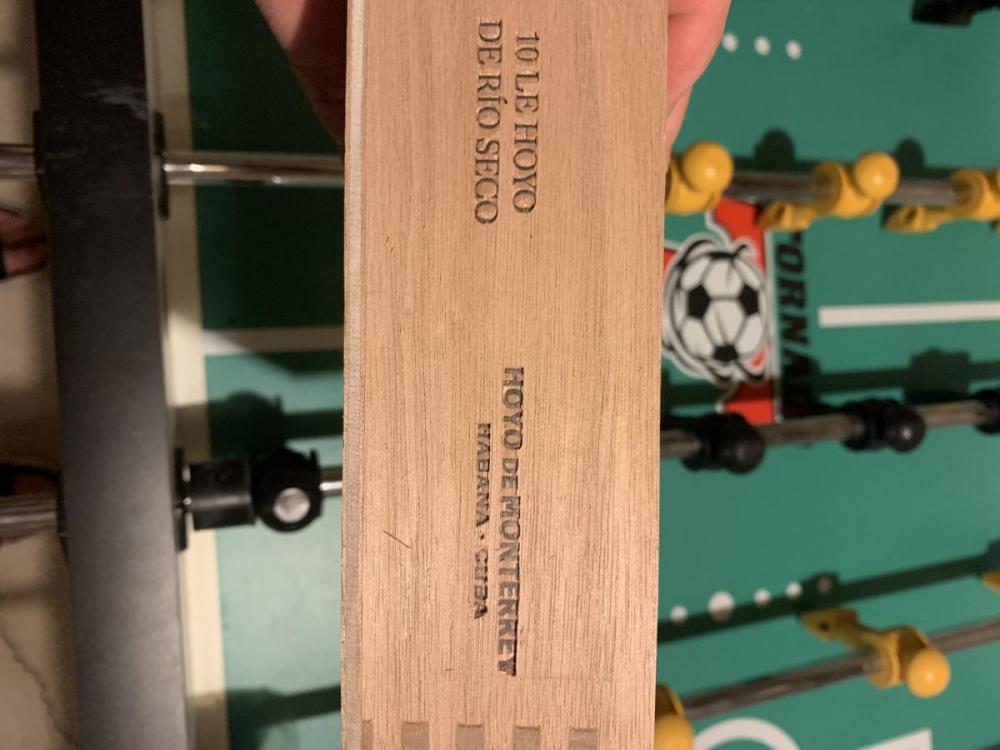 10 LE HOYO
DE RÍO SECO
HOYO DE MONTERREY
HABANA • CUBA